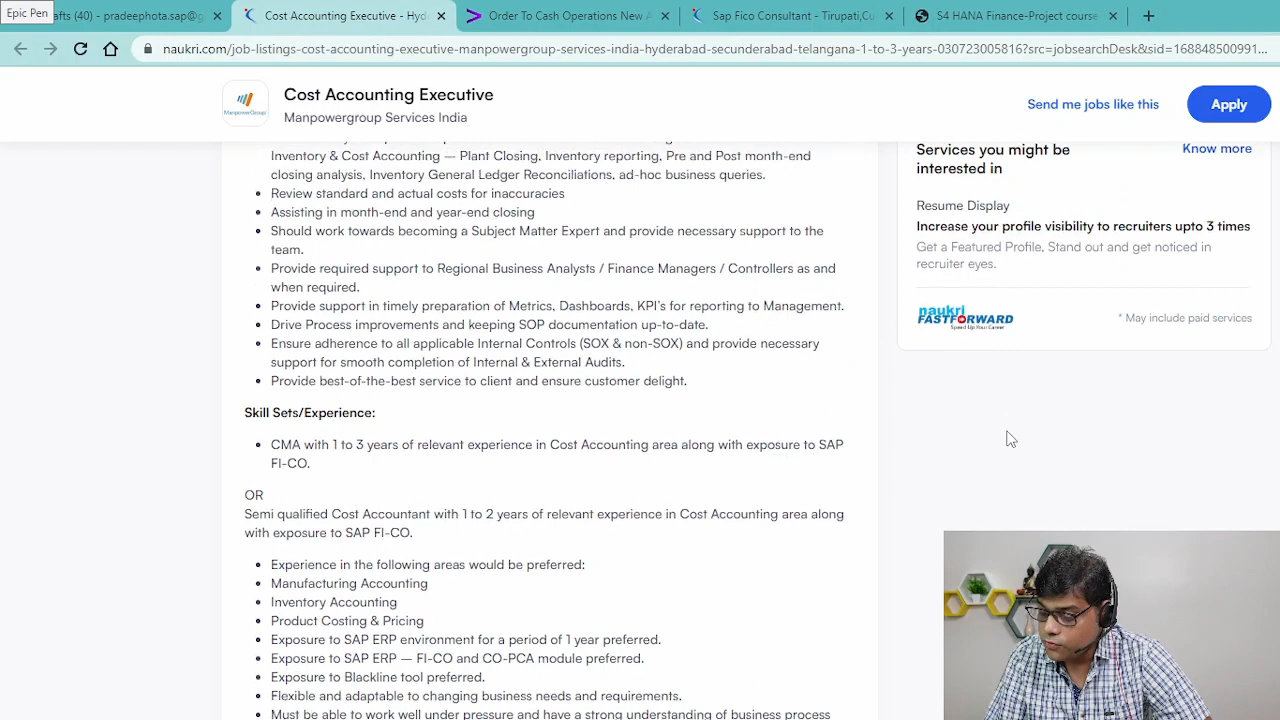 Epic Pen
ts (40) - pradeephota.sap@g
Cost Accounting Executive - Hyd
Order To Cash Operations New A
Sap Fico Consultant - Tirupati,Cu
S4 HANA Finance-Project course
naukri.com/job-listings-cost-accounting-executive-manpowergroup-services-india-hyderabad-secunderabad-telangana-1-to-3-years-030723005816?src=jobsearchDesk&sid=168848500991...
ManpowerGroup
Cost Accounting Executive
Manpowergroup Services India
Send me jobs like this
Apply
Inventory & Cost Accounting – Plant Closing, Inventory reporting, Pre and Post month-end
closing analysis, Inventory General Ledger Reconciliations, ad-hoc business queries.
• Review standard and actual costs for inaccuracies
• Assisting in month-end and year-end closing
• Should work towards becoming a Subject Matter Expert and provide necessary support to the
team.
• Provide required support to Regional Business Analysts / Finance Managers / Controllers as and
when required.
• Provide support in timely preparation of Metrics, Dashboards, KPI's for reporting to Management.
• Drive Process improvements and keeping SOP documentation up-to-date.
• Ensure adherence to all applicable Internal Controls (SOX & non-SOX) and provide necessary
support for smooth completion of Internal & External Audits.
• Provide best-of-the-best service to client and ensure customer delight.
Skill Sets/Experience:
• CMA with 1 to 3 years of relevant experience in Cost Accounting area along with exposure to SAP
FI-CO.
OR
Semi qualified Cost Accountant with 1 to 2 years of relevant experience in Cost Accounting area along
with exposure to SAP FI-CO.
• Experience in the following areas would be preferred:
• Manufacturing Accounting
• Inventory Accounting
• Product Costing & Pricing
• Exposure to SAP ERP environment for a period of 1 year preferred.
• Exposure to SAP ERP – FI-CO and CO-PCA module preferred.
• Exposure to Blackline tool preferred.
• Flexible and adaptable to changing business needs and requirements.
• Must be able to work well under pressure and have a strong understanding of business process
Services you might be
interested in
Know more
Resume Display
Increase your profile visibility to recruiters upto 3 times
Get a Featured Profile, Stand out and get noticed in
recruiter eyes.
naukri
FASTFORWARD
Speed Up Your Career
* May include paid services